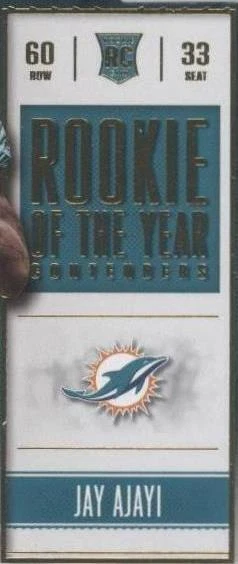 60 RC 33
ROW SEAT
ROOKIE
OF THE YEAR
CONTENDERS
JAY AJAYI